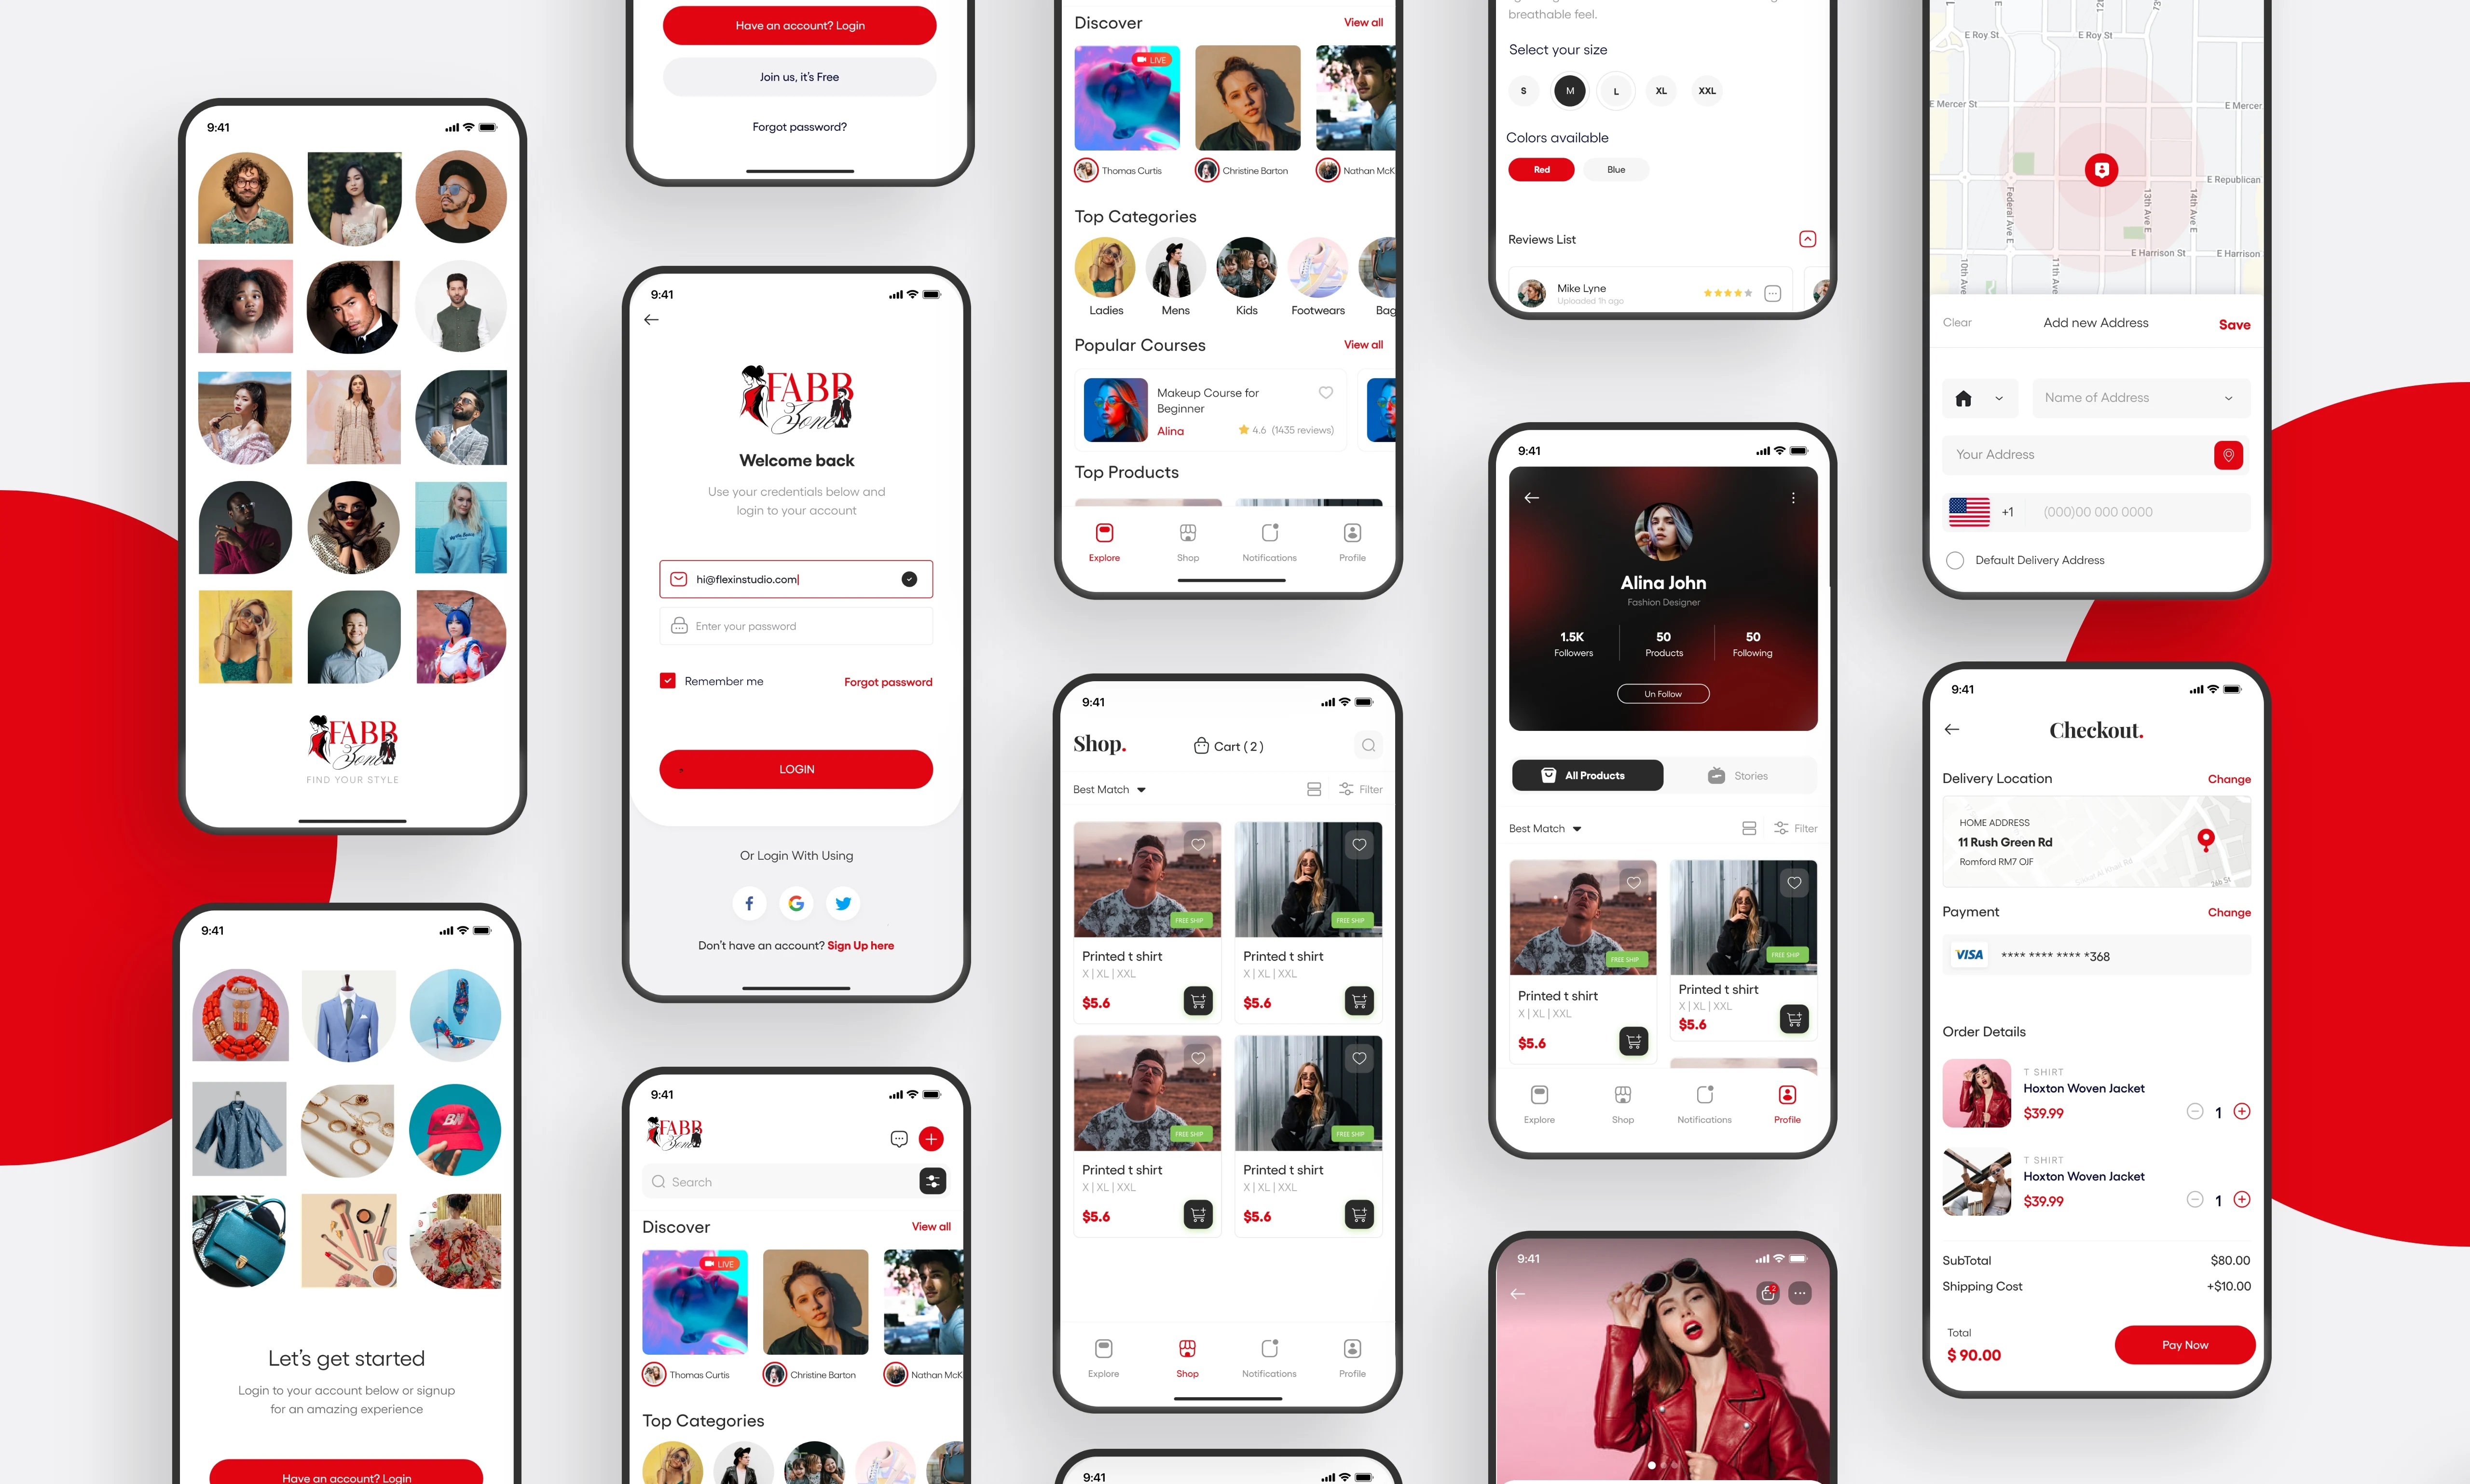 9:41
FABB
Zone
FIND YOUR STYLE
9:41
BN
Let's get started
Login to your account below or signup
for an amazing experience
Have an account? Login
Have an account? Login
Join us, it's Free
Forgot password?
9:41
FABB
Zone
Welcome back
Use your credentials below and
login to your account
hi@flexinstudio.com
Enter your password
Remember me
Forgot password
LOGIN
Or Login With Using
Don't have an account? Sign Up here
9:41
FABB
Zone
Search
Discover
View all
LIVE
Thomas Curtis
Christine Barton
Nathan McK
Top Categories
Discover
View all
LIVE
Thomas Curtis
Christine Barton
Nathan McK
Top Categories
Ladies
Mens
Kids
Footwears
Bag
Popular Courses
View all
Makeup Course for
Beginner
Alina
4.6 (1435 reviews)
Top Products
Explore
Shop
Notifications
Profile
9:41
Shop.
Cart ( 2 )
Best Match
Filter
FREE SHIP
FREE SHIP
Printed t shirt
X | XL | XXL
$5.6
Printed t shirt
X | XL | XXL
$5.6
FREE SHIP
FREE SHIP
Printed t shirt
X | XL | XXL
$5.6
Printed t shirt
X | XL | XXL
$5.6
Explore
Shop
Notifications
Profile
9:41
breathable feel.
Select your size
S
M
L
XL
XXL
Colors available
Red
Blue
Reviews List
Mike Lyne
Uploaded 1h ago
9:41
Alina John
Fashion Designer
1.5K
Followers
50
Products
50
Following
Un Follow
All Products
Stories
Best Match
Filter
FREE SHIP
FREE SHIP
Printed t shirt
X | XL | XXL
$5.6
Printed t shirt
X | XL | XXL
$5.6
Explore
Shop
Notifications
Profile
9:41
2
E Roy St
E Roy St
E Mercer St
E Mercer
E Republican
Federal Ave E
13th Ave E
14th Ave E
E Harrison St
E Harrison
10th Ave
11th Ave E
Clear
Add new Address
Save
Name of Address
Your Address
+1
(000)00 000 0000
Default Delivery Address
9:41
Checkout.
Delivery Location
Change
HOME ADDRESS
11 Rush Green Rd
Romford RM7 OJF
26b St
Payment
Change
VISA
**** **** **** *368
Order Details
T SHIRT
Hoxton Woven Jacket
$39.99
1
T SHIRT
Hoxton Woven Jacket
$39.99
1
SubTotal
$80.00
Shipping Cost
+$10.00
Total
$ 90.00
Pay Now